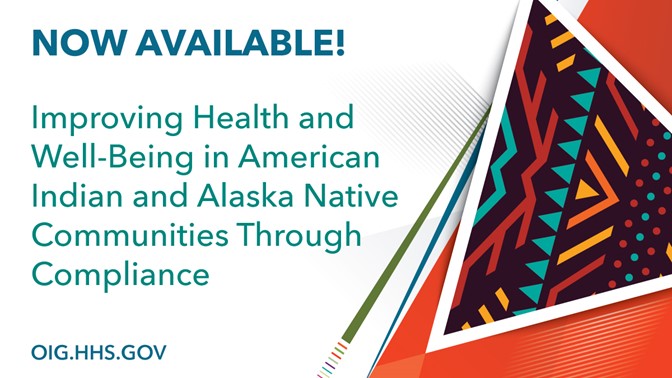 NOW AVAILABLE!
Improving Health and
Well-Being in American
Indian and Alaska Native
Communities Through
Compliance
OIG.HHS.GOV